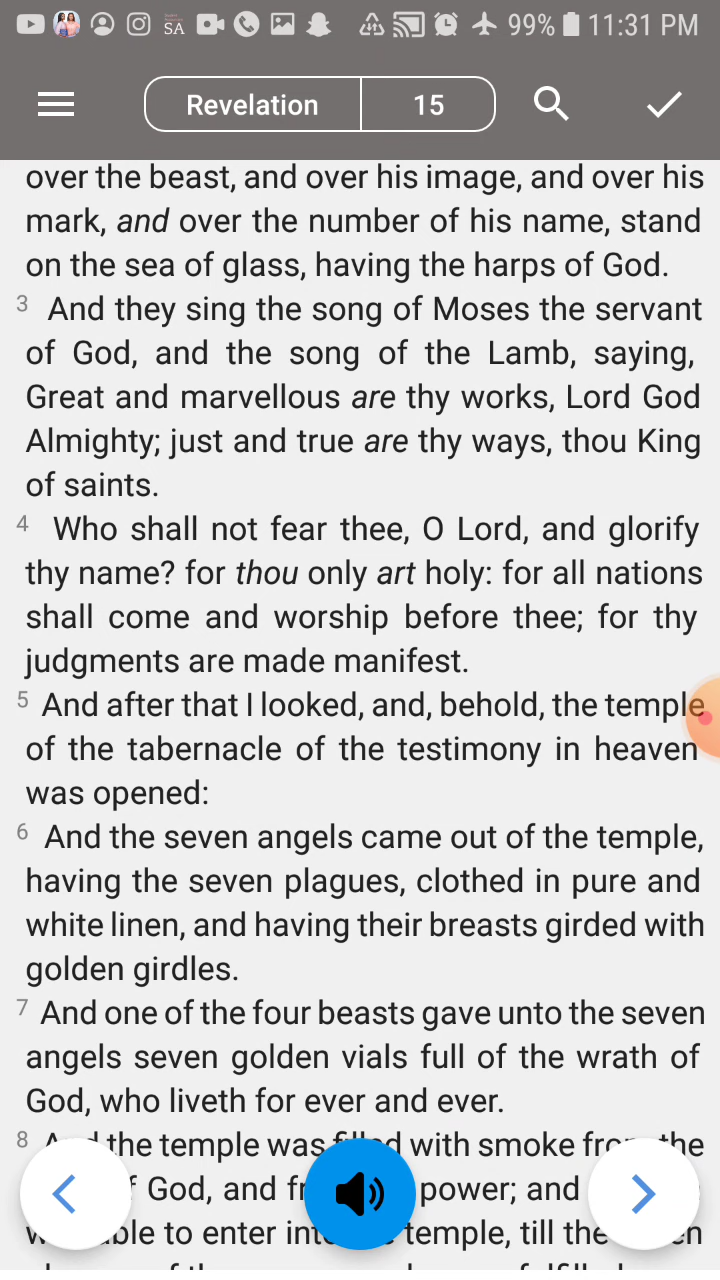 SA 99% 11:31 PM
Revelation 15
over the beast, and over his image, and over his
mark, and over the number of his name, stand
on the sea of glass, having the harps of God.
3 And they sing the song of Moses the servant
of God, and the song of the Lamb, saying,
Great and marvellous are thy works, Lord God
Almighty; just and true are thy ways, thou King
of saints.
4 Who shall not fear thee, O Lord, and glorify
thy name? for thou only art holy: for all nations
shall come and worship before thee; for thy
judgments are made manifest.
5 And after that I looked, and, behold, the temple
of the tabernacle of the testimony in heaven
was opened:
6 And the seven angels came out of the temple,
having the seven plagues, clothed in pure and
white linen, and having their breasts girded with
golden girdles.
7 And one of the four beasts gave unto the seven
angels seven golden vials full of the wrath of
God, who liveth for ever and ever.
8 the temple was with smoke the
God, and power; and
to enter temple, till